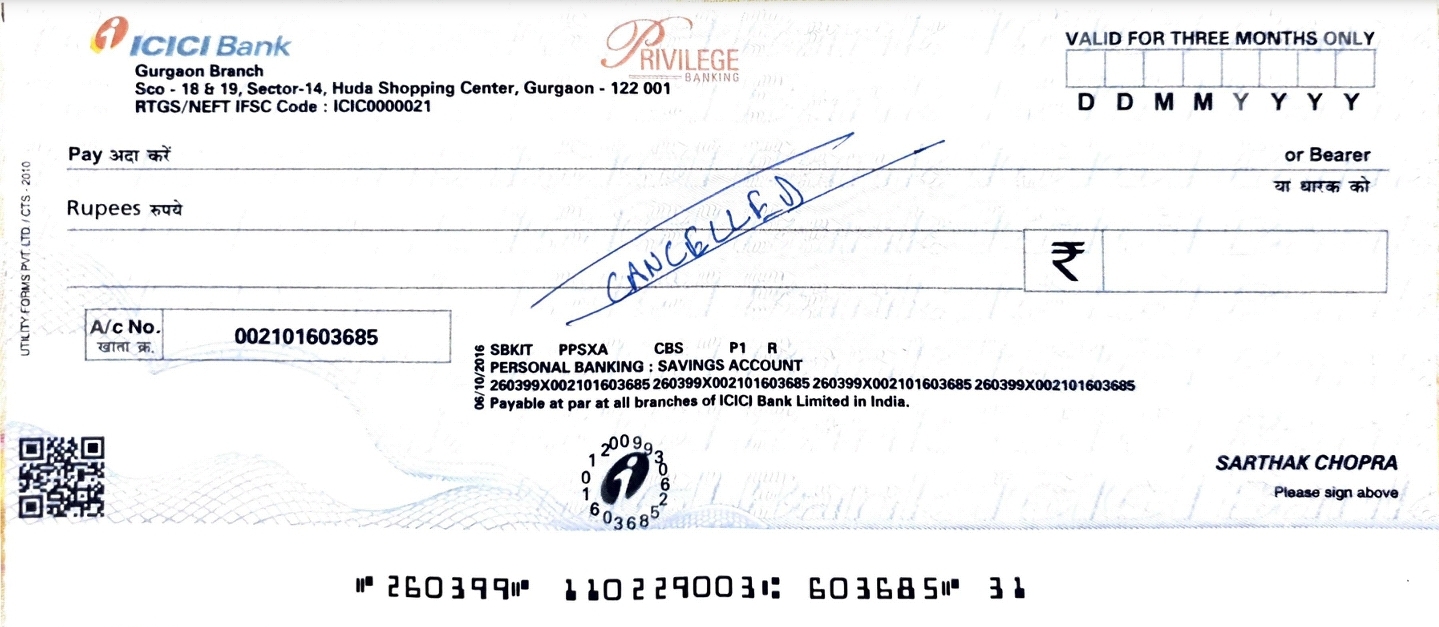 ICICI Bank
PRIVILEGE
BANKING
Gurgaon Branch
Sco - 18 & 19, Sector-14, Huda Shopping Center, Gurgaon - 122 001
RTGS/NEFT IFSC Code : ICIC0000021
VALID FOR THREE MONTHS ONLY
D D M M Y Y Y Y
Pay अदा करें
or Bearer
या धारक को
Rupees रुपये
₹
CANCELLED
A/c No.
खाता क्र.
002101603685
UTILITY FORMS PVT. LTD. / CTS - 2010
06/10/2016
SBKIT PPSXA CBS P1 R
PERSONAL BANKING : SAVINGS ACCOUNT
260399X002101603685 260399X002101603685 260399X002101603685 260399X002101603685
Payable at par at all branches of ICICI Bank Limited in India.
SARTHAK CHOPRA
Please sign above
⑈260399⑈ 110229003⑆ 603685⑈ 31